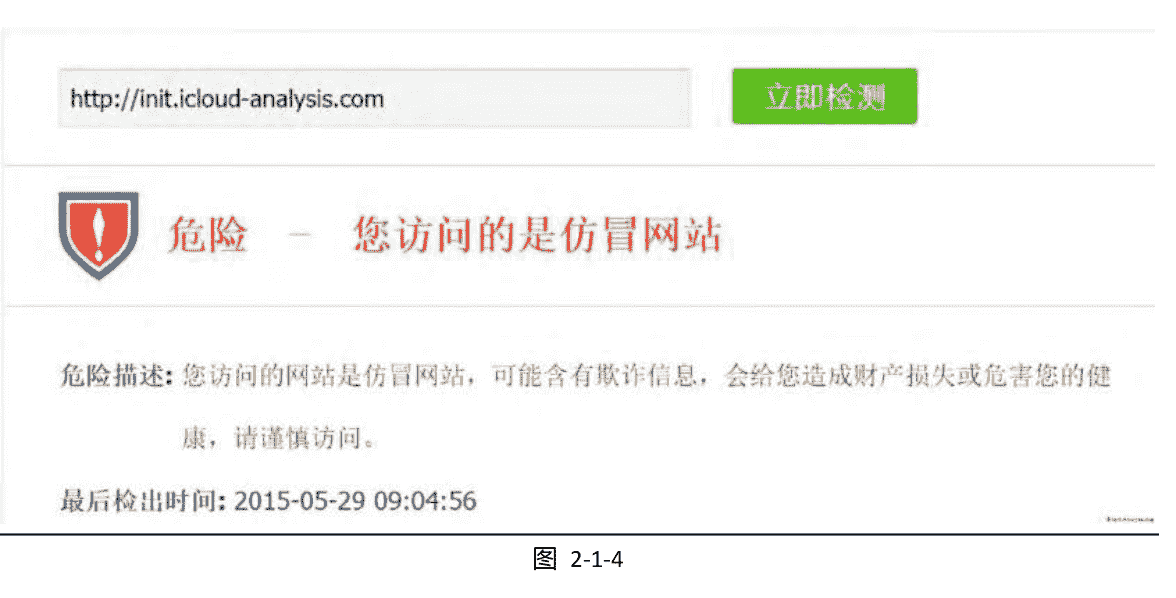 http://init.icloud-analysis.com
立即检测
危险 - 您访问的是仿冒网站
危险描述: 您访问的网站是仿冒网站，可能含有欺诈信息，会给您造成财产损失或危害您的健
康，请谨慎访问。
最后检出时间: 2015-05-29 09:04:56
图 2-1-4